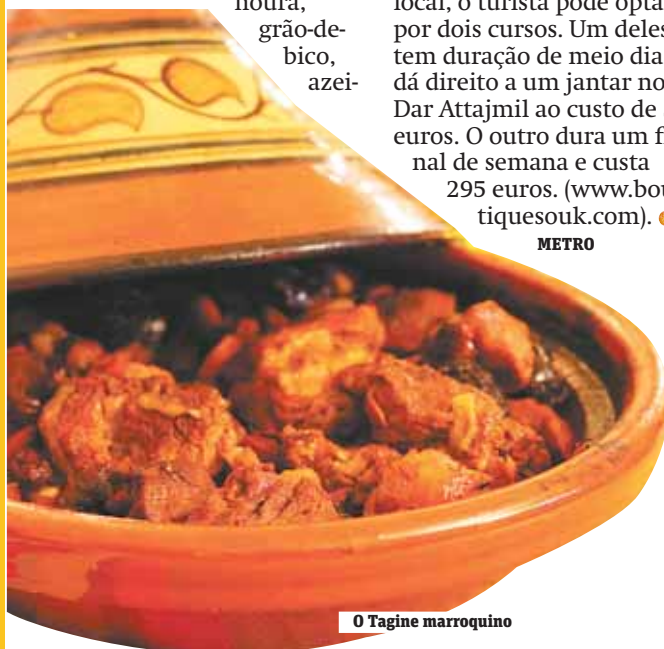 noura,
grão-de-
bico,
azei-
local, o turista pode opta
por dois cursos. Um deles
tem duração de meio dia
dá direito a um jantar no
Dar Attajmil ao custo de
euros. O outro dura um fi
nal de semana e custa
295 euros. (www.bou
tiquesouk.com).
METRO
O Tagine marroquino